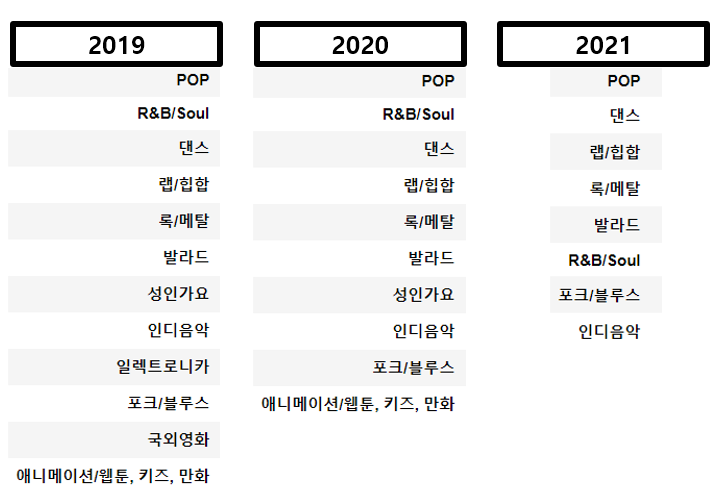 2019
POP
R&B/Soul
댄스
랩/힙합
록/메탈
발라드
성인가요
인디음악
일렉트로니카
포크/블루스
국외영화
애니메이션/웹툰, 키즈, 만화
2020
POP
R&B/Soul
댄스
랩/힙합
록/메탈
발라드
성인가요
인디음악
포크/블루스
애니메이션/웹툰, 키즈, 만화
2021
POP
댄스
랩/힙합
록/메탈
발라드
R&B/Soul
포크/블루스
인디음악